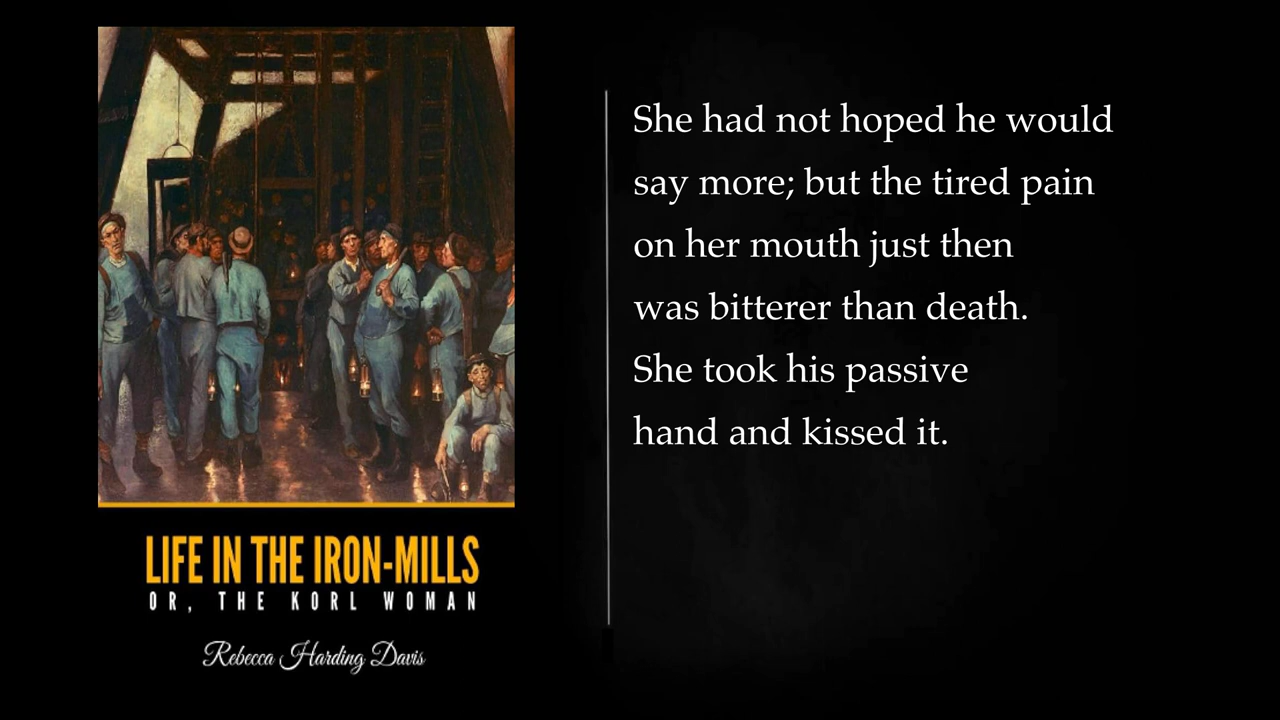 LIFE IN THE IRON-MILLS
OR, THE KORL WOMAN
Rebecca Harding Davis
She had not hoped he would
say more; but the tired pain
on her mouth just then
was bitterer than death.
She took his passive
hand and kissed it.